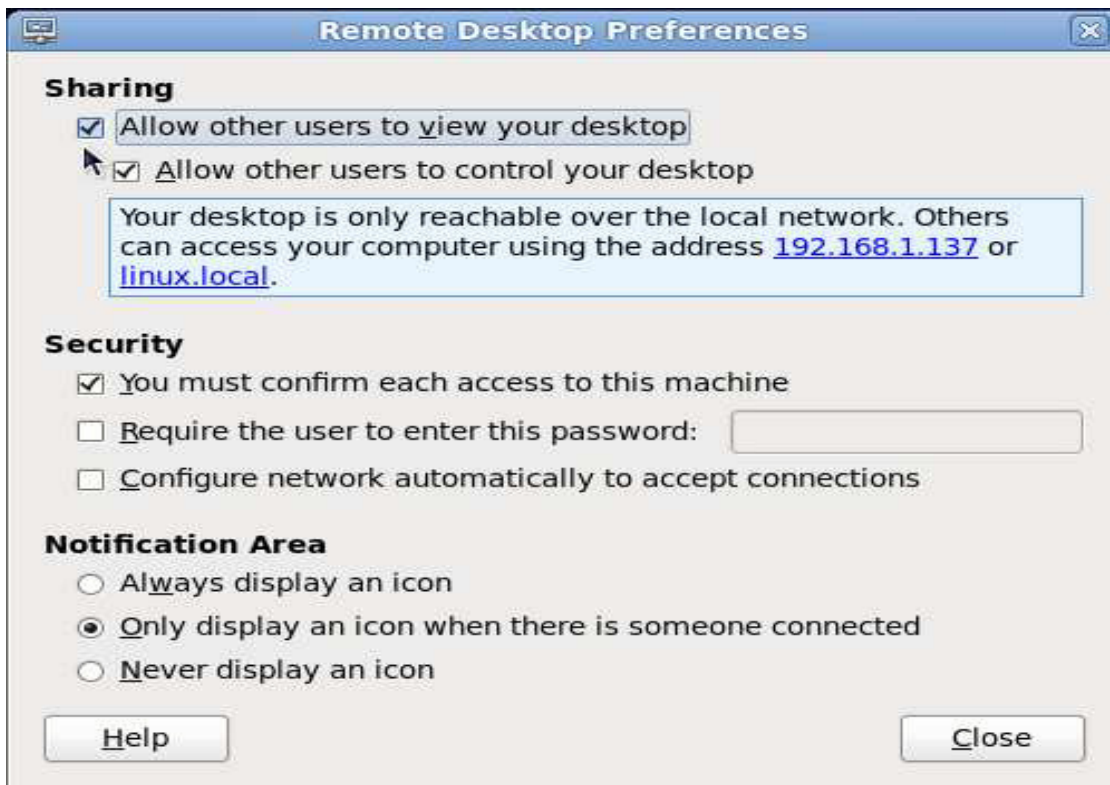 Remote Desktop Preferences
Sharing
Allow other users to view your desktop
Allow other users to control your desktop
Your desktop is only reachable over the local network. Others
can access your computer using the address 192.168.1.137 or
linux.local.
Security
You must confirm each access to this machine
Require the user to enter this password:
Configure network automatically to accept connections
Notification Area
Always display an icon
Only display an icon when there is someone connected
Never display an icon
Help Close